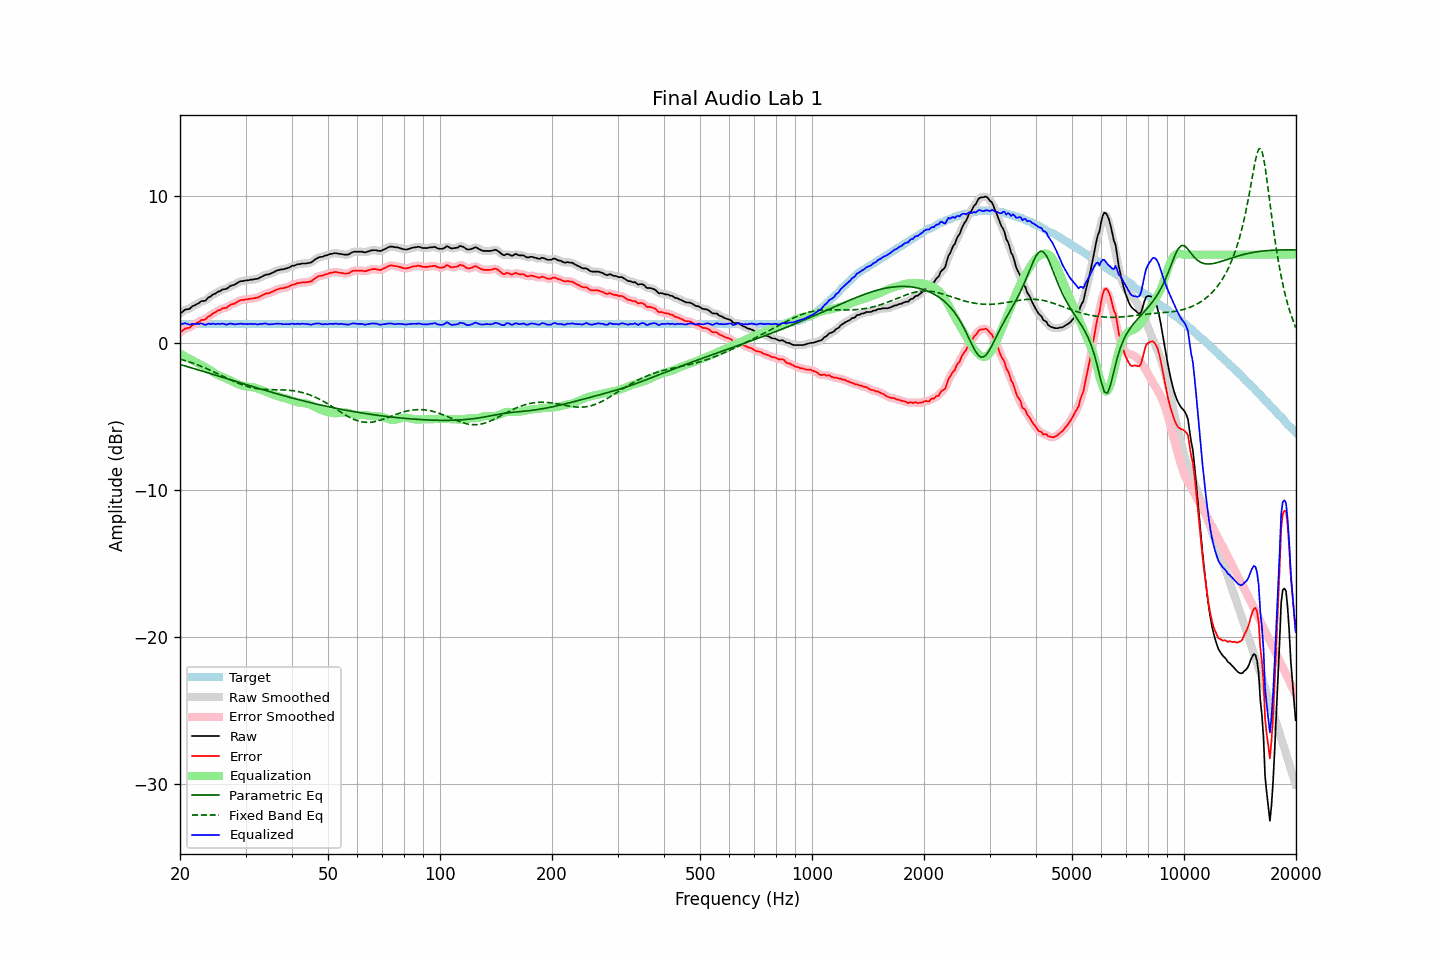 Final Audio Lab 1
10
0
−10
−20
−30
Amplitude (dBr)
Target
Raw Smoothed
Error Smoothed
Raw
Error
Equalization
Parametric Eq
Fixed Band Eq
Equalized
20 50 100 200 500 1000 2000 5000 10000 20000
Frequency (Hz)